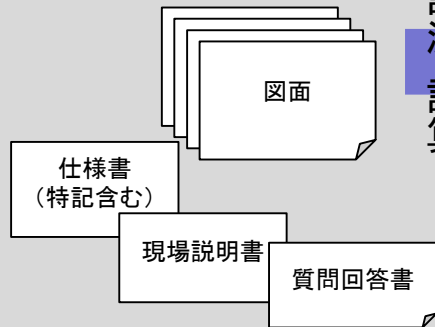 図面
仕様書
（特記含む）
現場説明書
質問回答書